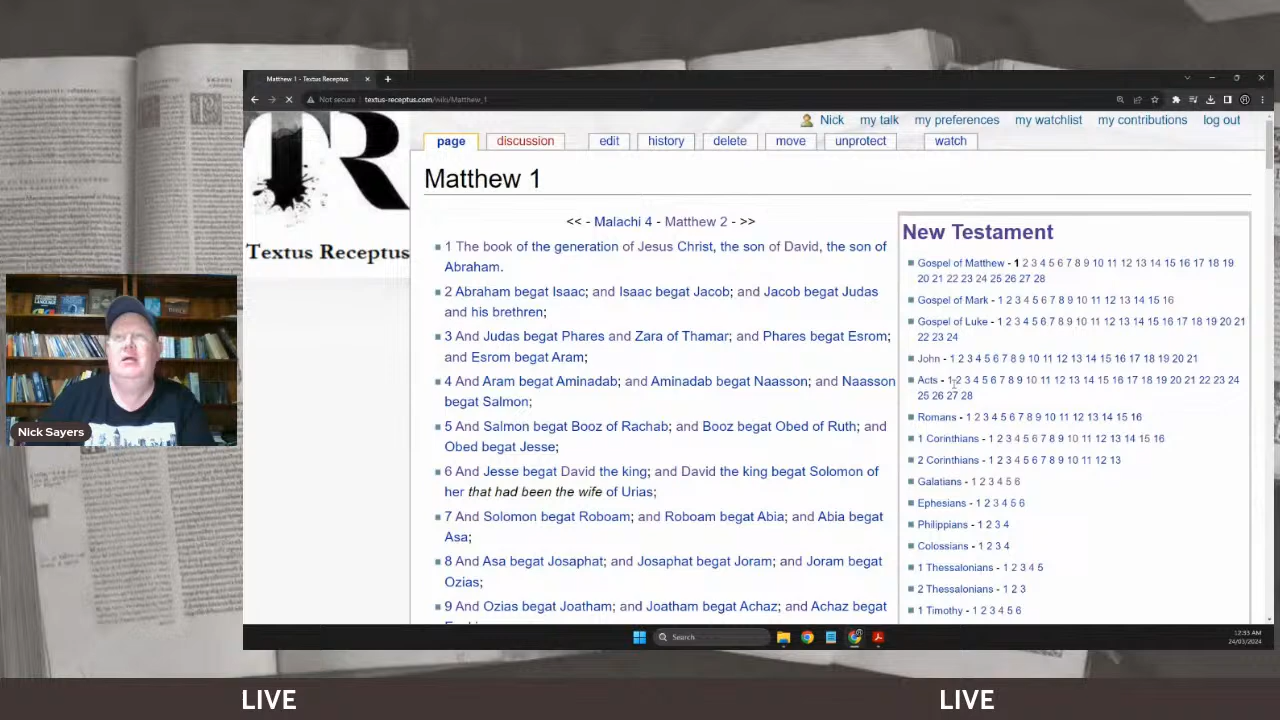 Matthew 1 - Textus Receptus
Not secure
textus-receptus.com/wiki/Matthew_1
Nick my talk my preferences my watchlist my contributions log out
page discussion edit history delete move unprotect watch
TR
Textus Receptus
Matthew 1
<< - Malachi 4 - Matthew 2 - >>
1 The book of the generation of Jesus Christ, the son of David, the son of
Abraham.
2 Abraham begat Isaac; and Isaac begat Jacob; and Jacob begat Judas
and his brethren;
3 And Judas begat Phares and Zara of Thamar; and Phares begat Esrom;
and Esrom begat Aram;
4 And Aram begat Aminadab; and Aminadab begat Naasson; and Naasson
begat Salmon;
5 And Salmon begat Booz of Rachab; and Booz begat Obed of Ruth; and
Obed begat Jesse;
6 And Jesse begat David the king; and David the king begat Solomon of
her that had been the wife of Urias;
7 And Solomon begat Roboam; and Roboam begat Abia; and Abia begat
Asa;
8 And Asa begat Josaphat; and Josaphat begat Joram; and Joram begat
Ozias;
9 And Ozias begat Joatham; and Joatham begat Achaz; and Achaz begat
New Testament
Gospel of Matthew - 1 2 3 4 5 6 7 8 9 10 11 12 13 14 15 16 17 18 19
20 21 22 23 24 25 26 27 28
Gospel of Mark - 1 2 3 4 5 6 7 8 9 10 11 12 13 14 15 16
Gospel of Luke - 1 2 3 4 5 6 7 8 9 10 11 12 13 14 15 16 17 18 19 20 21
22 23 24
John - 1 2 3 4 5 6 7 8 9 10 11 12 13 14 15 16 17 18 19 20 21
Acts - 1 2 3 4 5 6 7 8 9 10 11 12 13 14 15 16 17 18 19 20 21 22 23 24
25 26 27 28
Romans - 1 2 3 4 5 6 7 8 9 10 11 12 13 14 15 16
1 Corinthians - 1 2 3 4 5 6 7 8 9 10 11 12 13 14 15 16
2 Corinthians - 1 2 3 4 5 6 7 8 9 10 11 12 13
Galatians - 1 2 3 4 5 6
Ephesians - 1 2 3 4 5 6
Philippians - 1 2 3 4
Colossians - 1 2 3 4
1 Thessalonians - 1 2 3 4 5
2 Thessalonians - 1 2 3
1 Timothy - 1 2 3 4 5 6
Nick Sayers
Search
12:33 AM
24/03/2024
LIVE
LIVE